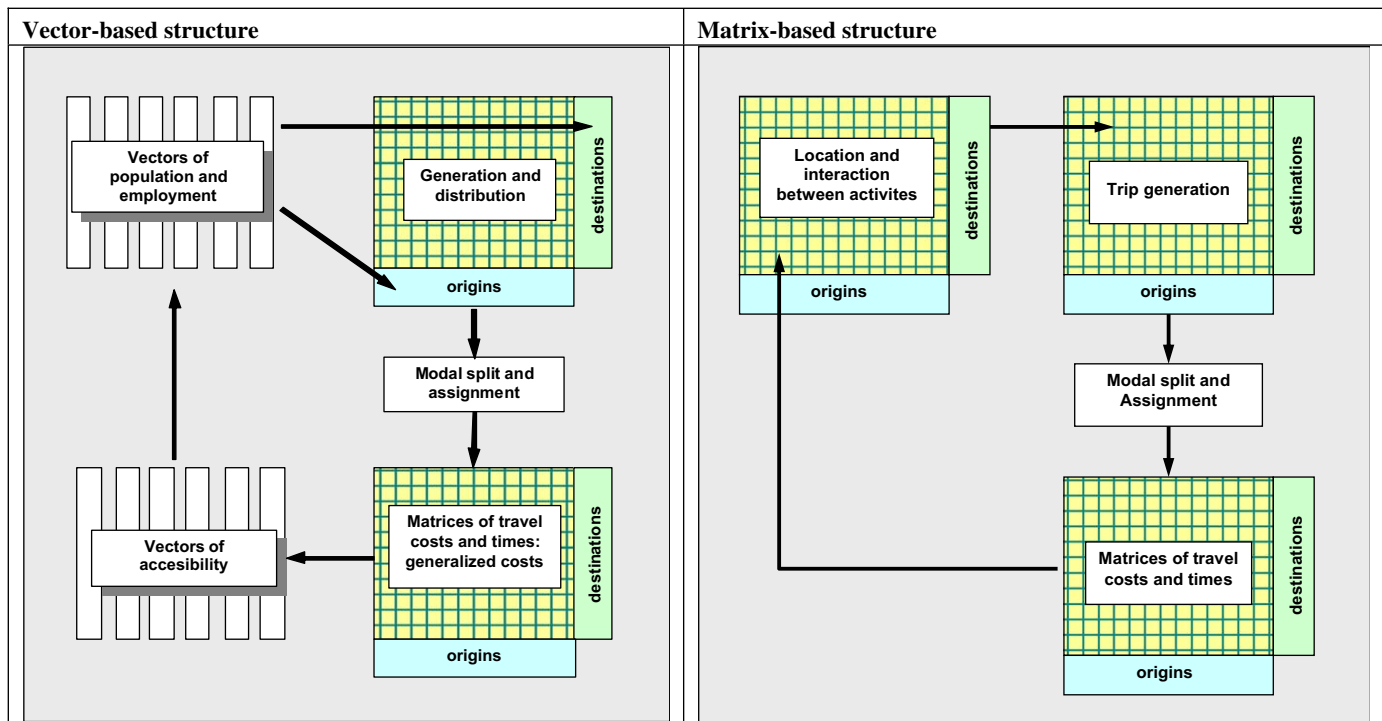 Vector-based structure
Vectors of
population and
employment
Generation and
distribution
destinations
origins
Modal split and
assignment
Matrices of travel
costs and times:
generalized costs
destinations
origins
Vectors of
accesibility
Matrix-based structure
Location and
interaction
between activites
destinations
origins
Trip generation
destinations
origins
Modal split and
Assignment
Matrices of travel
costs and times
destinations
origins